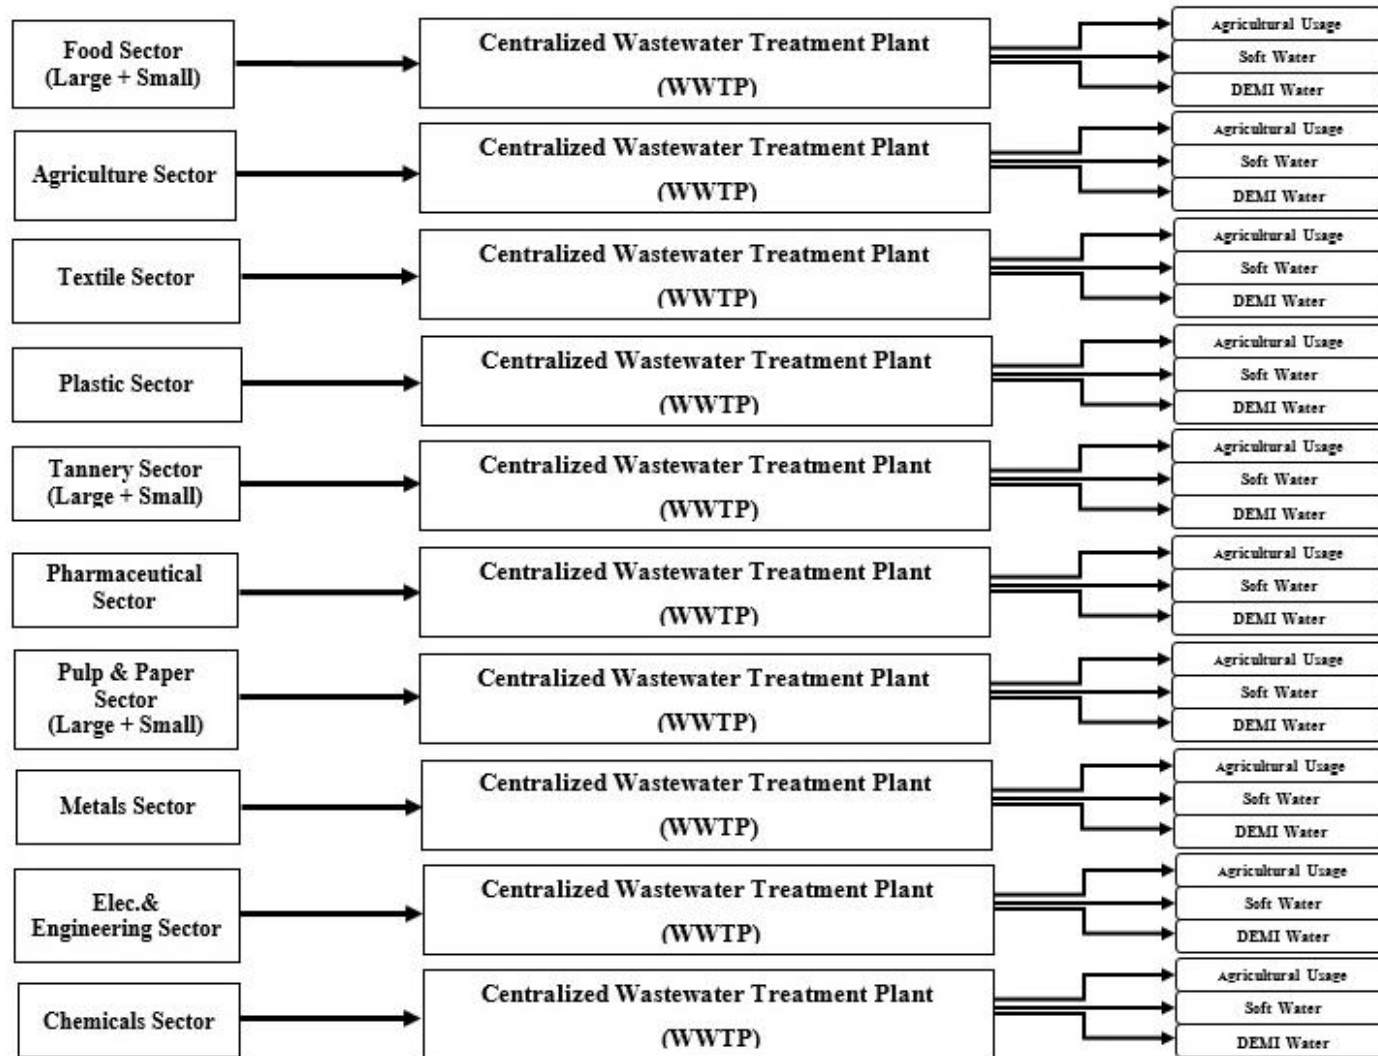 Food Sector
(Large + Small)
Centralized Wastewater Treatment Plant
(WWTP)
Agricultural Usage
Soft Water
DEMI Water
Agriculture Sector
Centralized Wastewater Treatment Plant
(WWTP)
Agricultural Usage
Soft Water
DEMI Water
Textile Sector
Centralized Wastewater Treatment Plant
(WWTP)
Agricultural Usage
Soft Water
DEMI Water
Plastic Sector
Centralized Wastewater Treatment Plant
(WWTP)
Agricultural Usage
Soft Water
DEMI Water
Tannery Sector
(Large + Small)
Centralized Wastewater Treatment Plant
(WWTP)
Agricultural Usage
Soft Water
DEMI Water
Pharmaceutical
Sector
Centralized Wastewater Treatment Plant
(WWTP)
Agricultural Usage
Soft Water
DEMI Water
Pulp & Paper
Sector
(Large + Small)
Centralized Wastewater Treatment Plant
(WWTP)
Agricultural Usage
Soft Water
DEMI Water
Metals Sector
Centralized Wastewater Treatment Plant
(WWTP)
Agricultural Usage
Soft Water
DEMI Water
Elec.&
Engineering Sector
Centralized Wastewater Treatment Plant
(WWTP)
Agricultural Usage
Soft Water
DEMI Water
Chemicals Sector
Centralized Wastewater Treatment Plant
(WWTP)
Agricultural Usage
Soft Water
DEMI Water